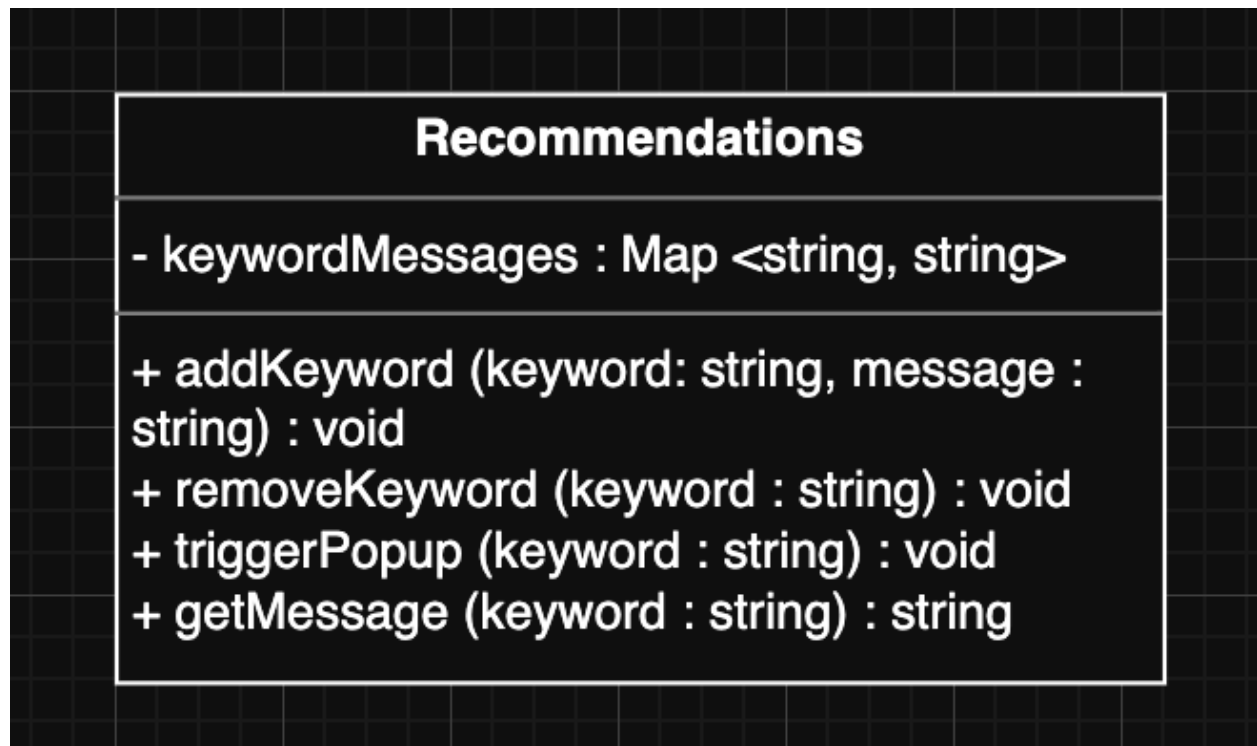 Recommendations
- keywordMessages : Map <string, string>
+ addKeyword (keyword: string, message :
string) : void
+ removeKeyword (keyword : string) : void
+ triggerPopup (keyword : string) : void
+ getMessage (keyword : string) : string